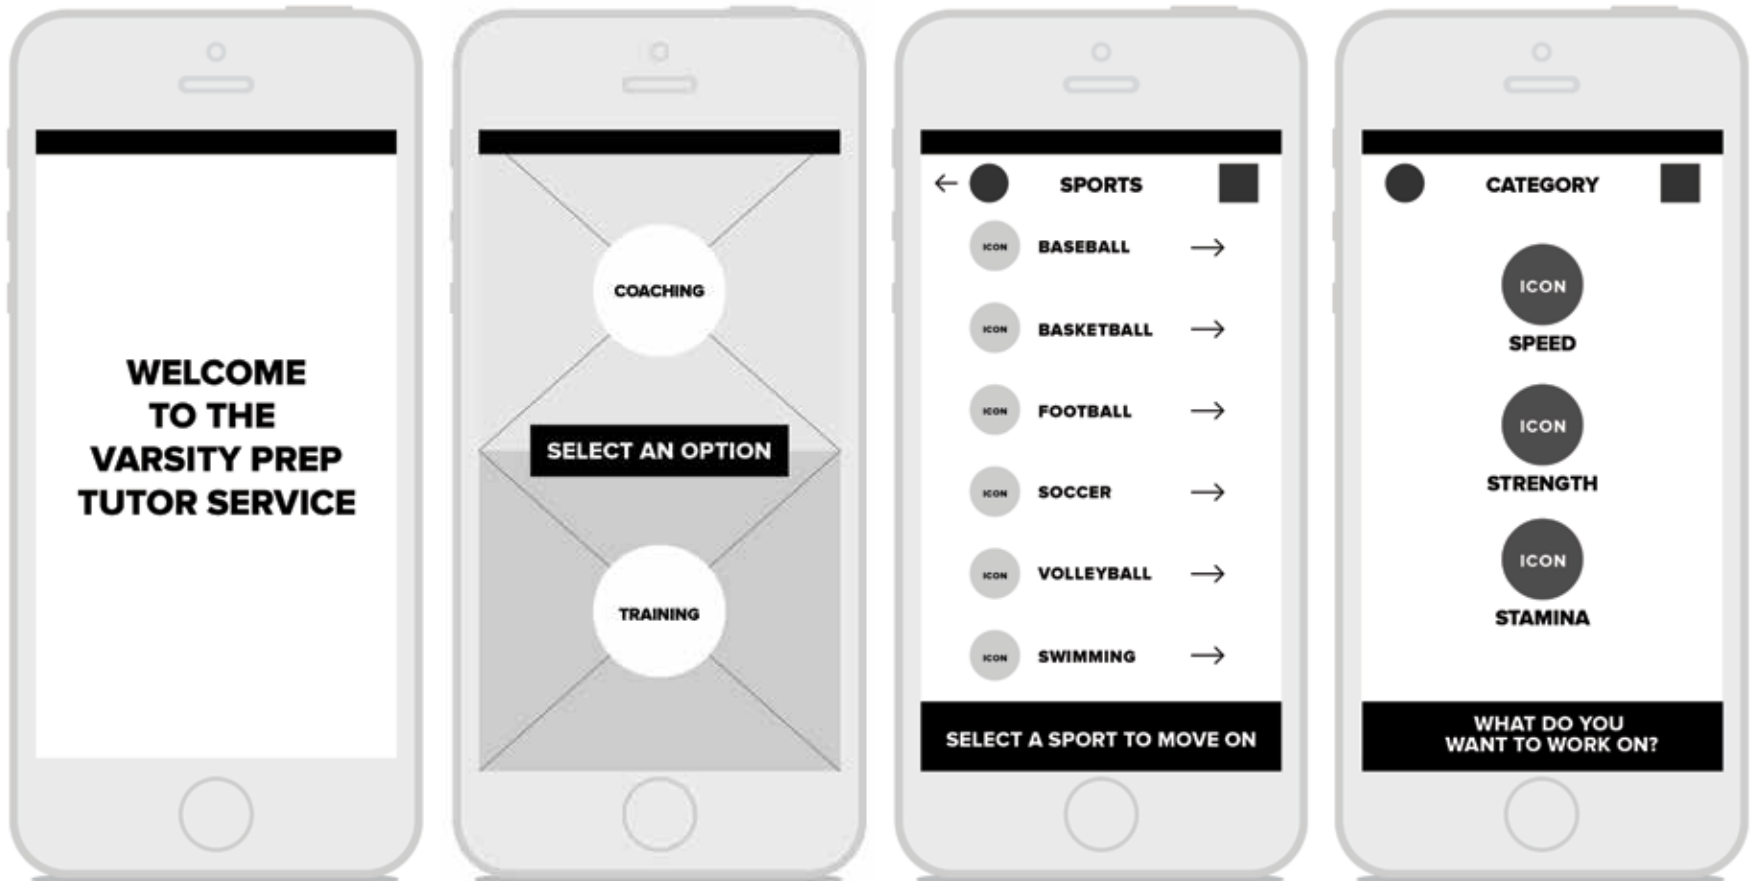 WELCOME
TO THE
VARSITY PREP
TUTOR SERVICE
COACHING
SELECT AN OPTION
TRAINING
SPORTS
ICON BASEBALL
ICON BASKETBALL
ICON FOOTBALL
ICON SOCCER
ICON VOLLEYBALL
ICON SWIMMING
SELECT A SPORT TO MOVE ON
CATEGORY
ICON
SPEED
ICON
STRENGTH
ICON
STAMINA
WHAT DO YOU
WANT TO WORK ON?